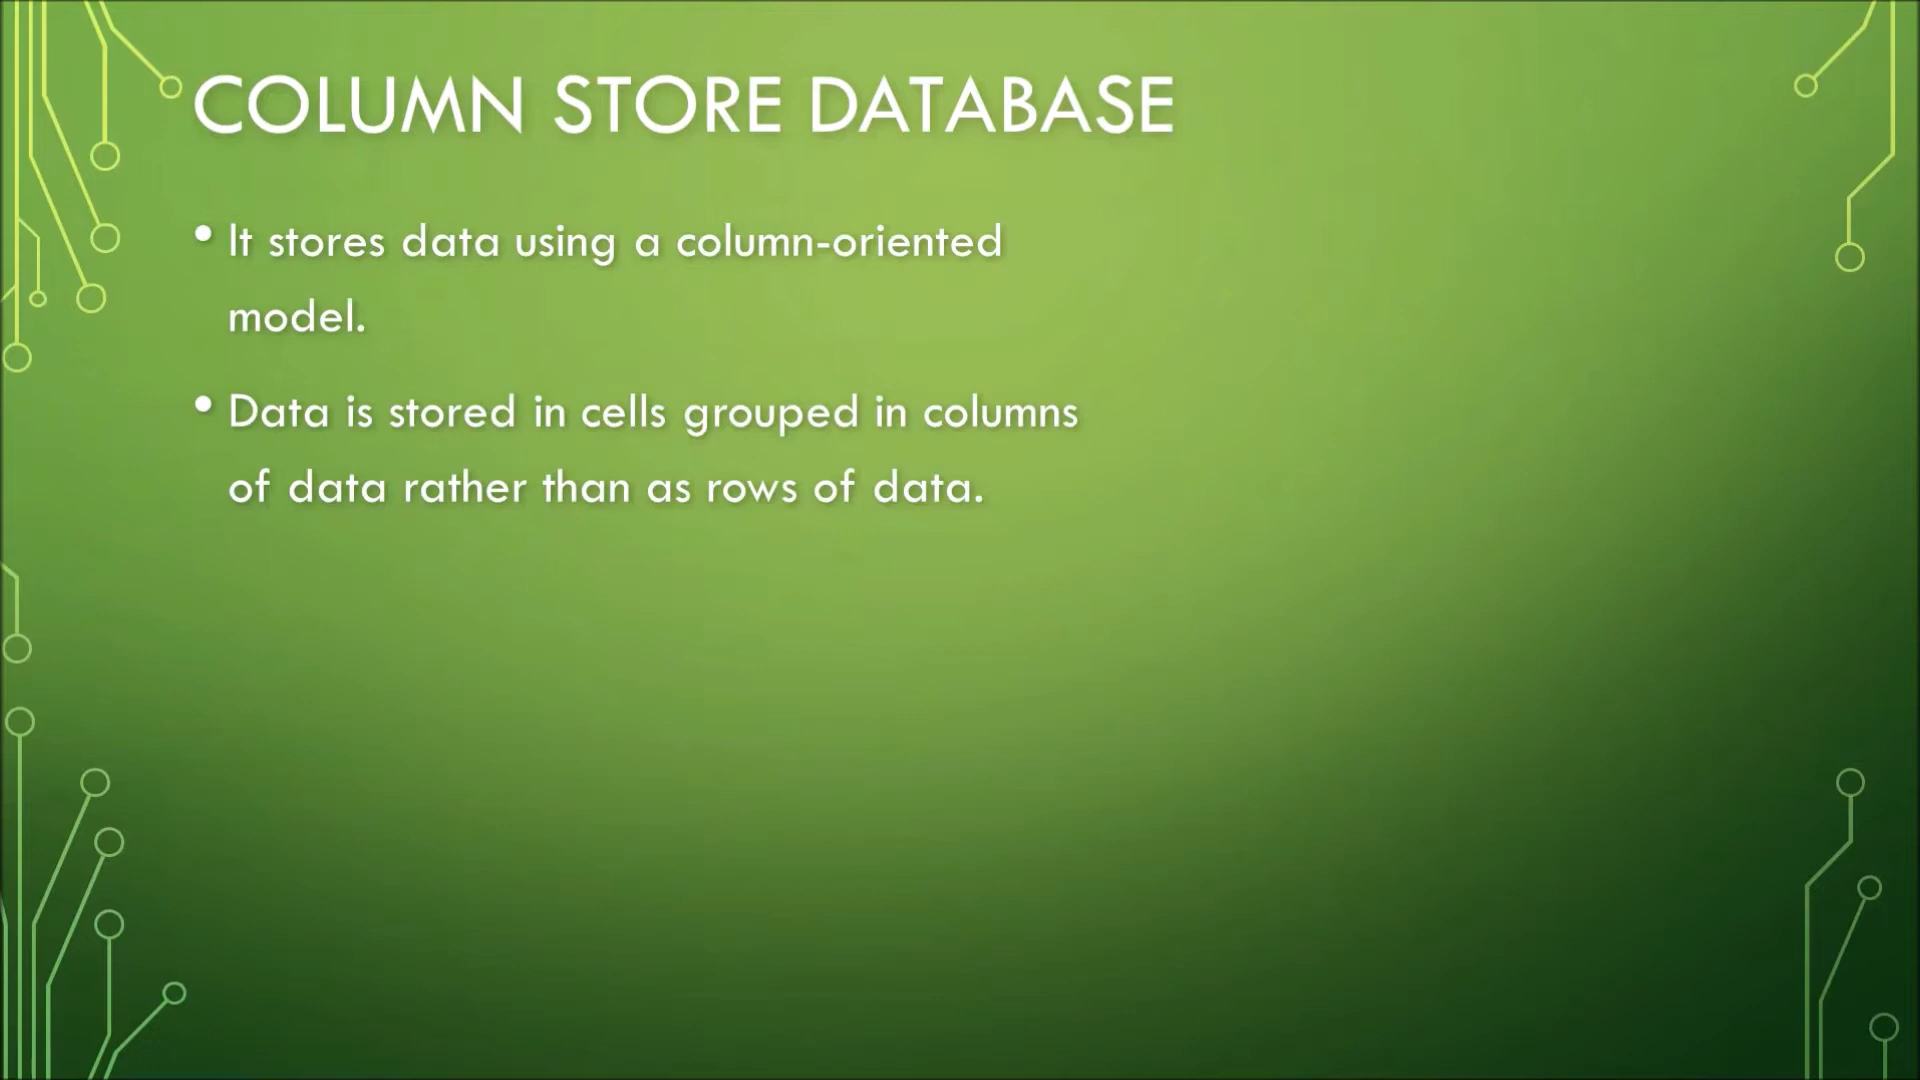 COLUMN STORE DATABASE
• It stores data using a column-oriented
model.
• Data is stored in cells grouped in columns
of data rather than as rows of data.